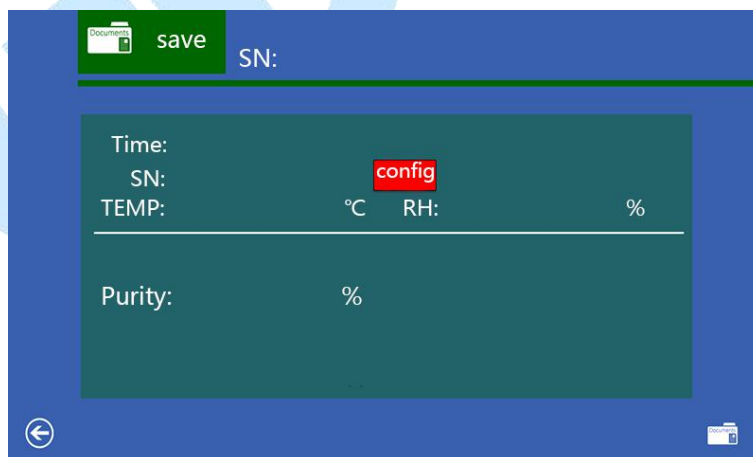 Documents
save
SN:
Time:
SN:
config
TEMP: °C RH: %
Purity: %
Documents